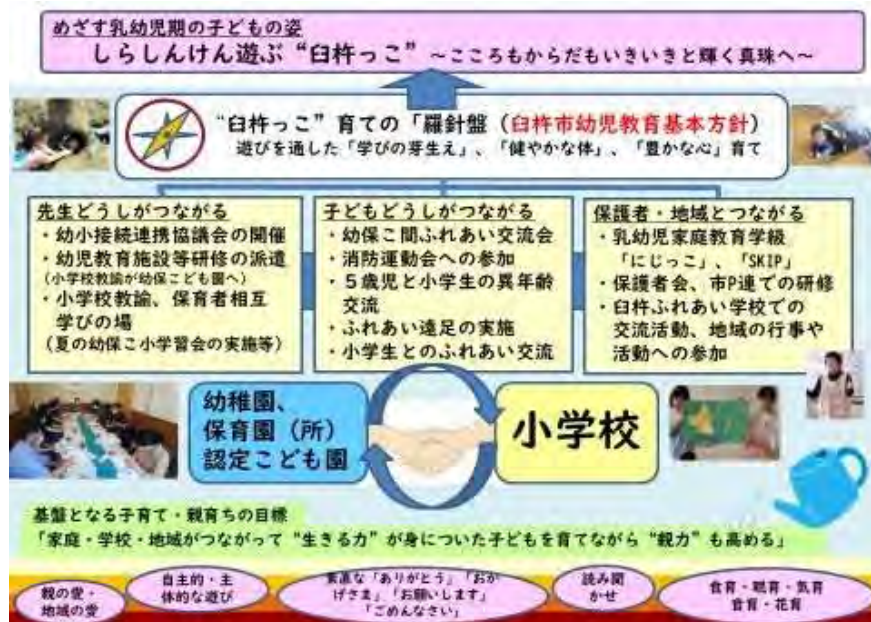 めざす乳幼児期の子どもの姿
しらしんけん遊ぶ“臼杵っこ” ～こころもからだもいきいきと輝く真珠へ～
“臼杵っこ”育ての「羅針盤（臼杵市幼児教育基本方針）
遊びを通した「学びの芽生え」、「健やかな体」、「豊かな心」育て
先生どうしがつながる
・幼小接続連携協議会の開催
・幼児教育施設等研修の派遣
（小学校教諭が幼保こども園へ）
・小学校教諭、保育者相互
学びの場
（夏の幼保こ小学習会の実施等）
子どもどうしがつながる
・幼保こ間ふれあい交流会
・消防運動会への参加
・５歳児と小学生の異年齢
交流
・ふれあい遠足の実施
・小学生とのふれあい交流
保護者・地域とつながる
・乳幼児家庭教育学級
「にじっこ」、「SKIP」
・保護者会、市P連での研修
・臼杵ふれあい学校での
交流活動、地域の行事や
活動への参加
幼稚園、
保育園（所）
認定こども園
小学校
基盤となる子育て・親育ちの目標
「家庭・学校・地域がつながって“生きる力”が身についた子どもを育てながら“親力”も高める」
親の愛・
地域の愛
自主的・主
体的な遊び
素直な「ありがとう」「おか
げさま」「お願いします」
「ごめんなさい」
読み聞
かせ
食育・眠育・気育
音育・花育